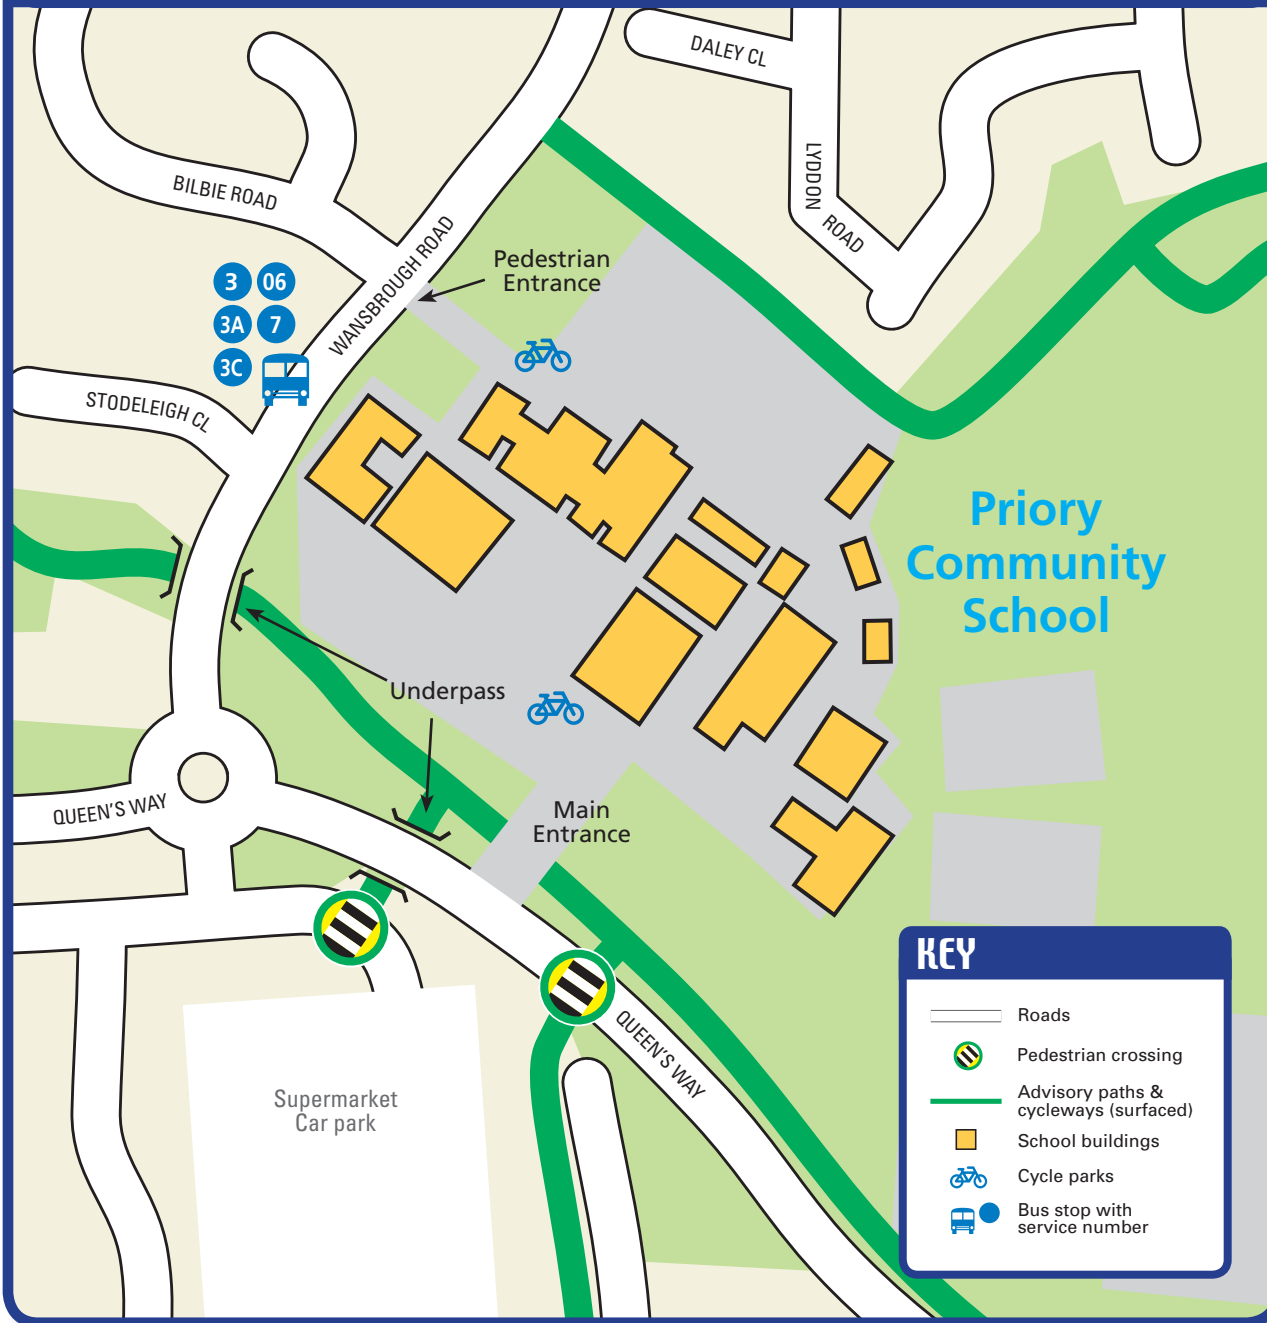 DALEY CL
LYDDON
ROAD
BILBIE ROAD
WANSBROUGH ROAD
Pedestrian
Entrance
3
06
3A
7
3C
STODELEIGH CL
Priory
Community
School
Underpass
QUEEN'S WAY
Main
Entrance
QUEEN'S WAY
Supermarket
Car park
KEY
Roads
Pedestrian crossing
Advisory paths &
cycleways (surfaced)
School buildings
Cycle parks
Bus stop with
service number